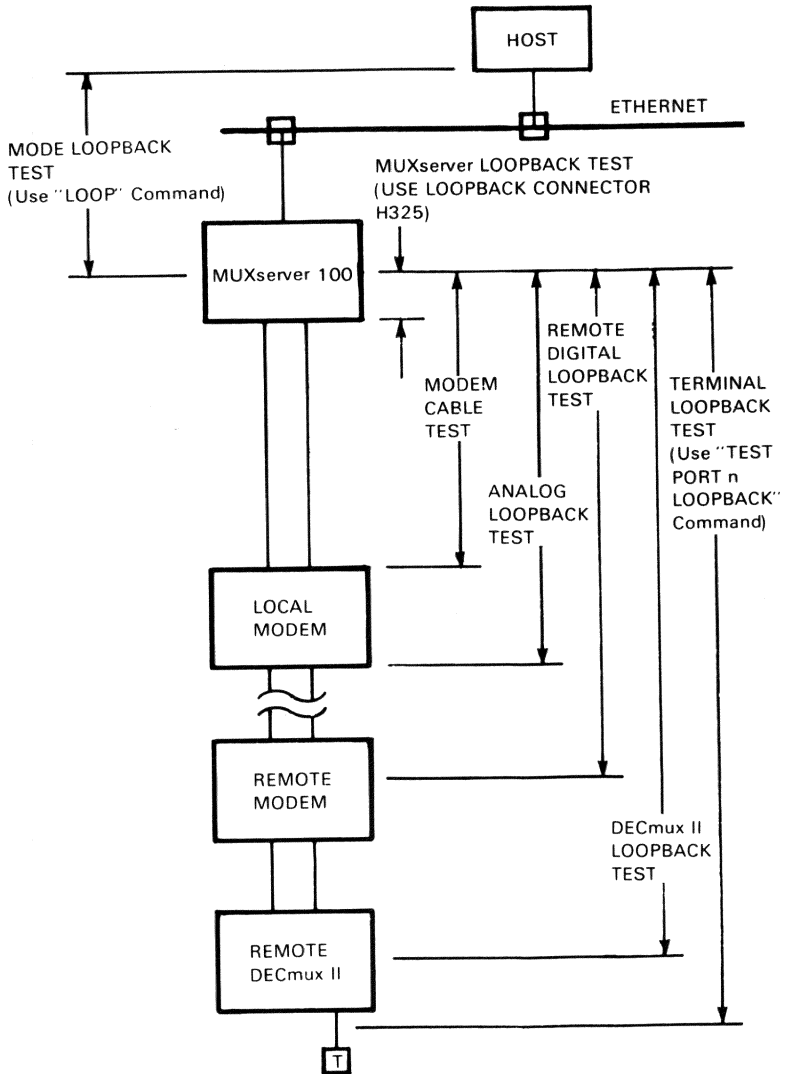 HOST
ETHERNET
MODE LOOPBACK
TEST
(Use "LOOP" Command)
MUXserver LOOPBACK TEST
(USE LOOPBACK CONNECTOR
H325)
MUXserver 100
MODEM
CABLE
TEST
ANALOG
LOOPBACK
TEST
REMOTE
DIGITAL
LOOPBACK
TEST
TERMINAL
LOOPBACK
TEST
(Use "TEST
PORT n
LOOPBACK"
Command)
LOCAL
MODEM
REMOTE
MODEM
DECmux II
LOOPBACK
TEST
REMOTE
DECmux II
T